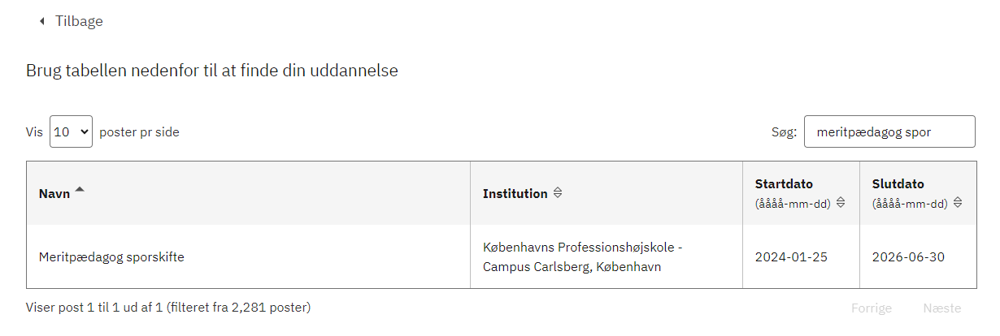 Tilbage
Brug tabellen nedenfor til at finde din uddannelse
Vis 10 poster pr side
Søg: meritpædagog spor
Navn Institution Startdato (åååå-mm-dd) Slutdato (åååå-mm-dd)
Meritpædagog sporskifte
Københavns Professionshøjskole -
Campus Carlsberg, København
2024-01-25
2026-06-30
Viser post 1 til 1 ud af 1 (filteret fra 2,281 poster)
Forrige Næste